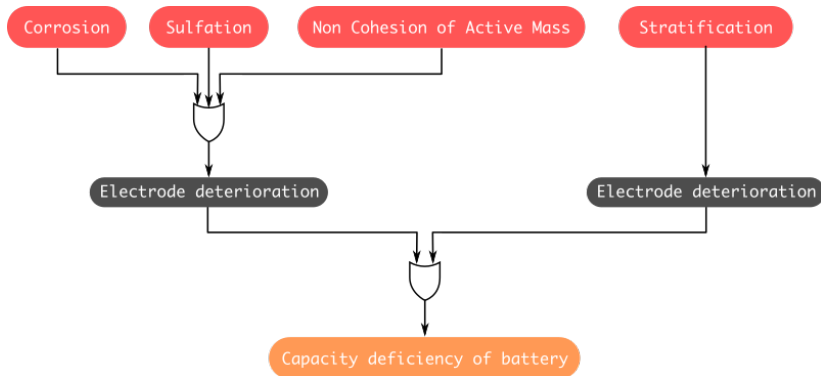 Corrosion
Sulfation
Non Cohesion of Active Mass
Stratification
Electrode deterioration
Electrode deterioration
Capacity deficiency of battery